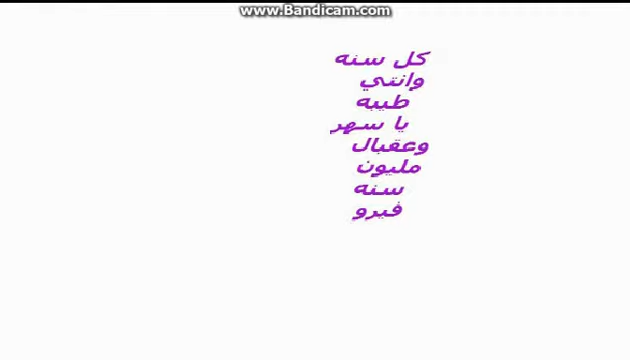 www.Bandicam.com
كل سنه
وانتي
طيبه
يا سهر
وعقبال
مليون
سنه
فيرو